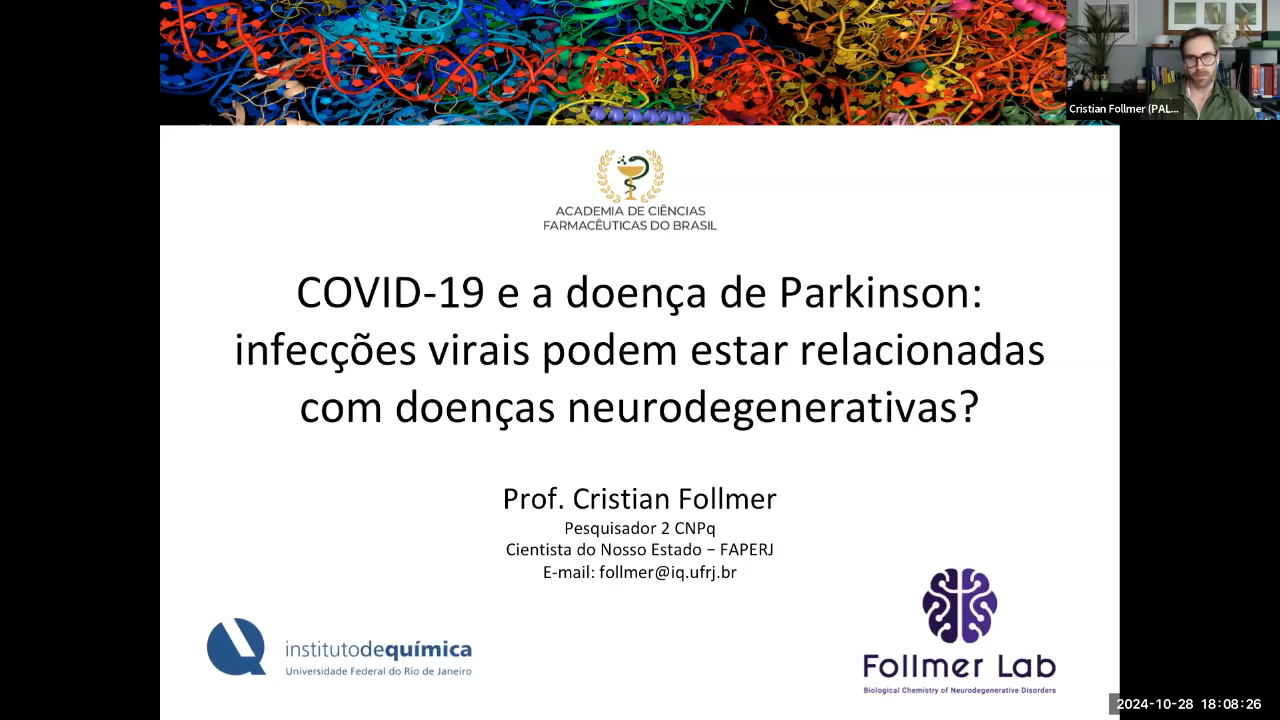 Cristian Follmer (PAL...
ACADEMIA DE CIÊNCIAS
FARMACÊUTICAS DO BRASIL
COVID-19 e a doença de Parkinson:
infecções virais podem estar relacionadas
com doenças neurodegenerativas?
Prof. Cristian Follmer
Pesquisador 2 CNPq
Cientista do Nosso Estado – FAPERJ
E-mail: follmer@iq.ufrj.br
institutodequímica
Universidade Federal do Rio de Janeiro
Follmer Lab
Biological Chemistry of Neurodegenerative Disorders
2024-10-28 18:08:26